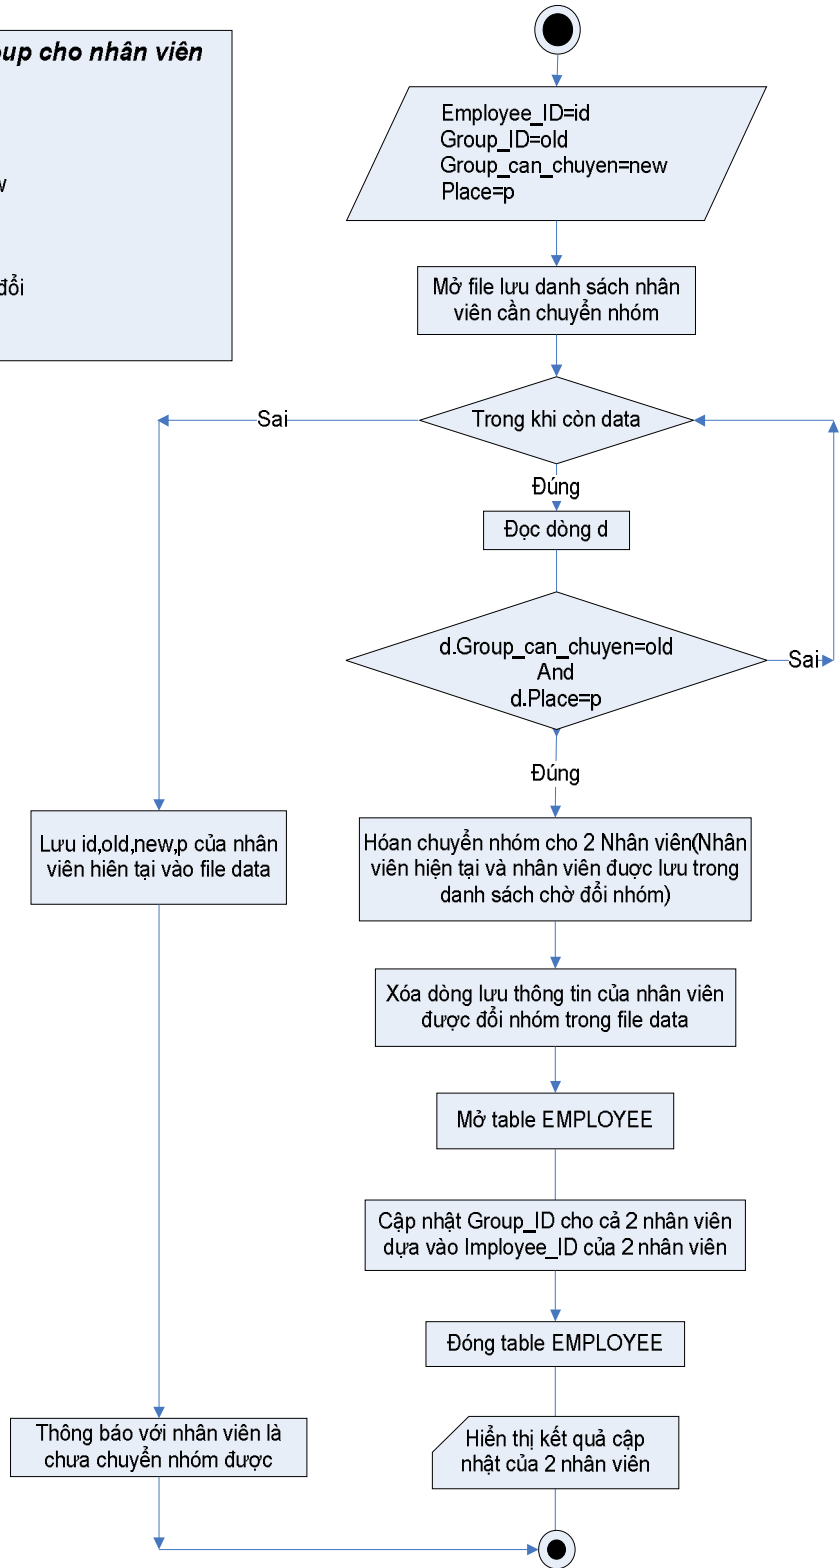 oup cho nhân viên
w
đổi
Employee_ID=id
Group_ID=old
Group_can_chuyen=new
Place=p
Mở file lưu danh sách nhân
viên cần chuyển nhóm
Trong khi còn data
Sai
Đúng
Đọc dòng d
d.Group_can_chuyen=old
And
d.Place=p
Sai
Đúng
Hóan chuyển nhóm cho 2 Nhân viên(Nhân
viên hiện tại và nhân viên đuợc lưu trong
danh sách chờ đổi nhóm)
Lưu id,old,new,p của nhân
viên hiên tại vào file data
Xóa dòng lưu thông tin của nhân viên
được đổi nhóm trong file data
Mở table EMPLOYEE
Cập nhật Group_ID cho cả 2 nhân viên
dựa vào Imployee_ID của 2 nhân viên
Đóng table EMPLOYEE
Thông báo với nhân viên là
chưa chuyển nhóm được
Hiển thị kết quả cập
nhật của 2 nhân viên